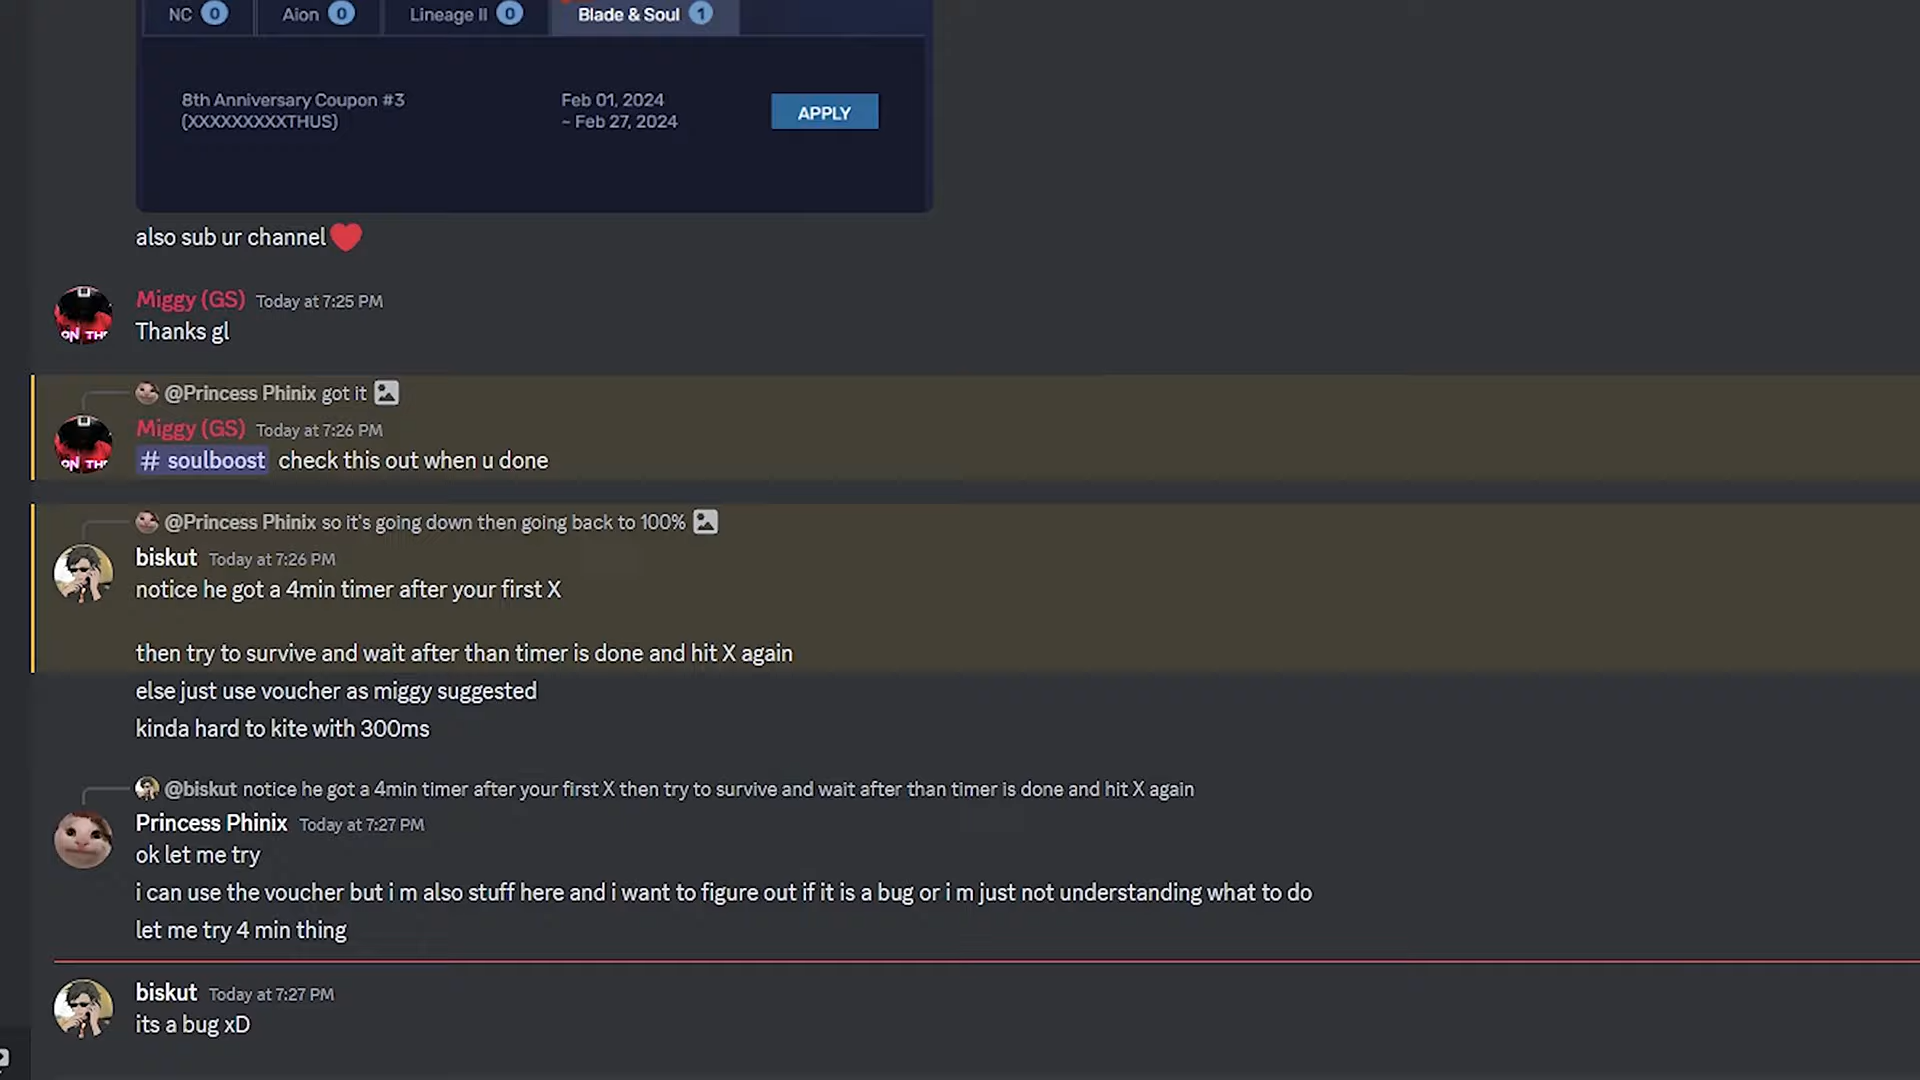 NC 0 Aion 0 Lineage II 0 Blade & Soul 1
8th Anniversary Coupon #3 Feb 01, 2024
(XXXXXXXXXTHUS) ~ Feb 27, 2024
APPLY
also sub ur channel
Miggy (GS) Today at 7:25 PM
Thanks gl
@Princess Phinix got it
Miggy (GS) Today at 7:26 PM
# soulboost check this out when u done
@Princess Phinix so it's going down then going back to 100%
biskut Today at 7:26 PM
notice he got a 4min timer after your first X
then try to survive and wait after than timer is done and hit X again
else just use voucher as miggy suggested
kinda hard to kite with 300ms
@biskut notice he got a 4min timer after your first X then try to survive and wait after than timer is done and hit X again
Princess Phinix Today at 7:27 PM
ok let me try
i can use the voucher but i m also stuff here and i want to figure out if it is a bug or i m just not understanding what to do
let me try 4 min thing
biskut Today at 7:27 PM
its a bug xD
ON THE